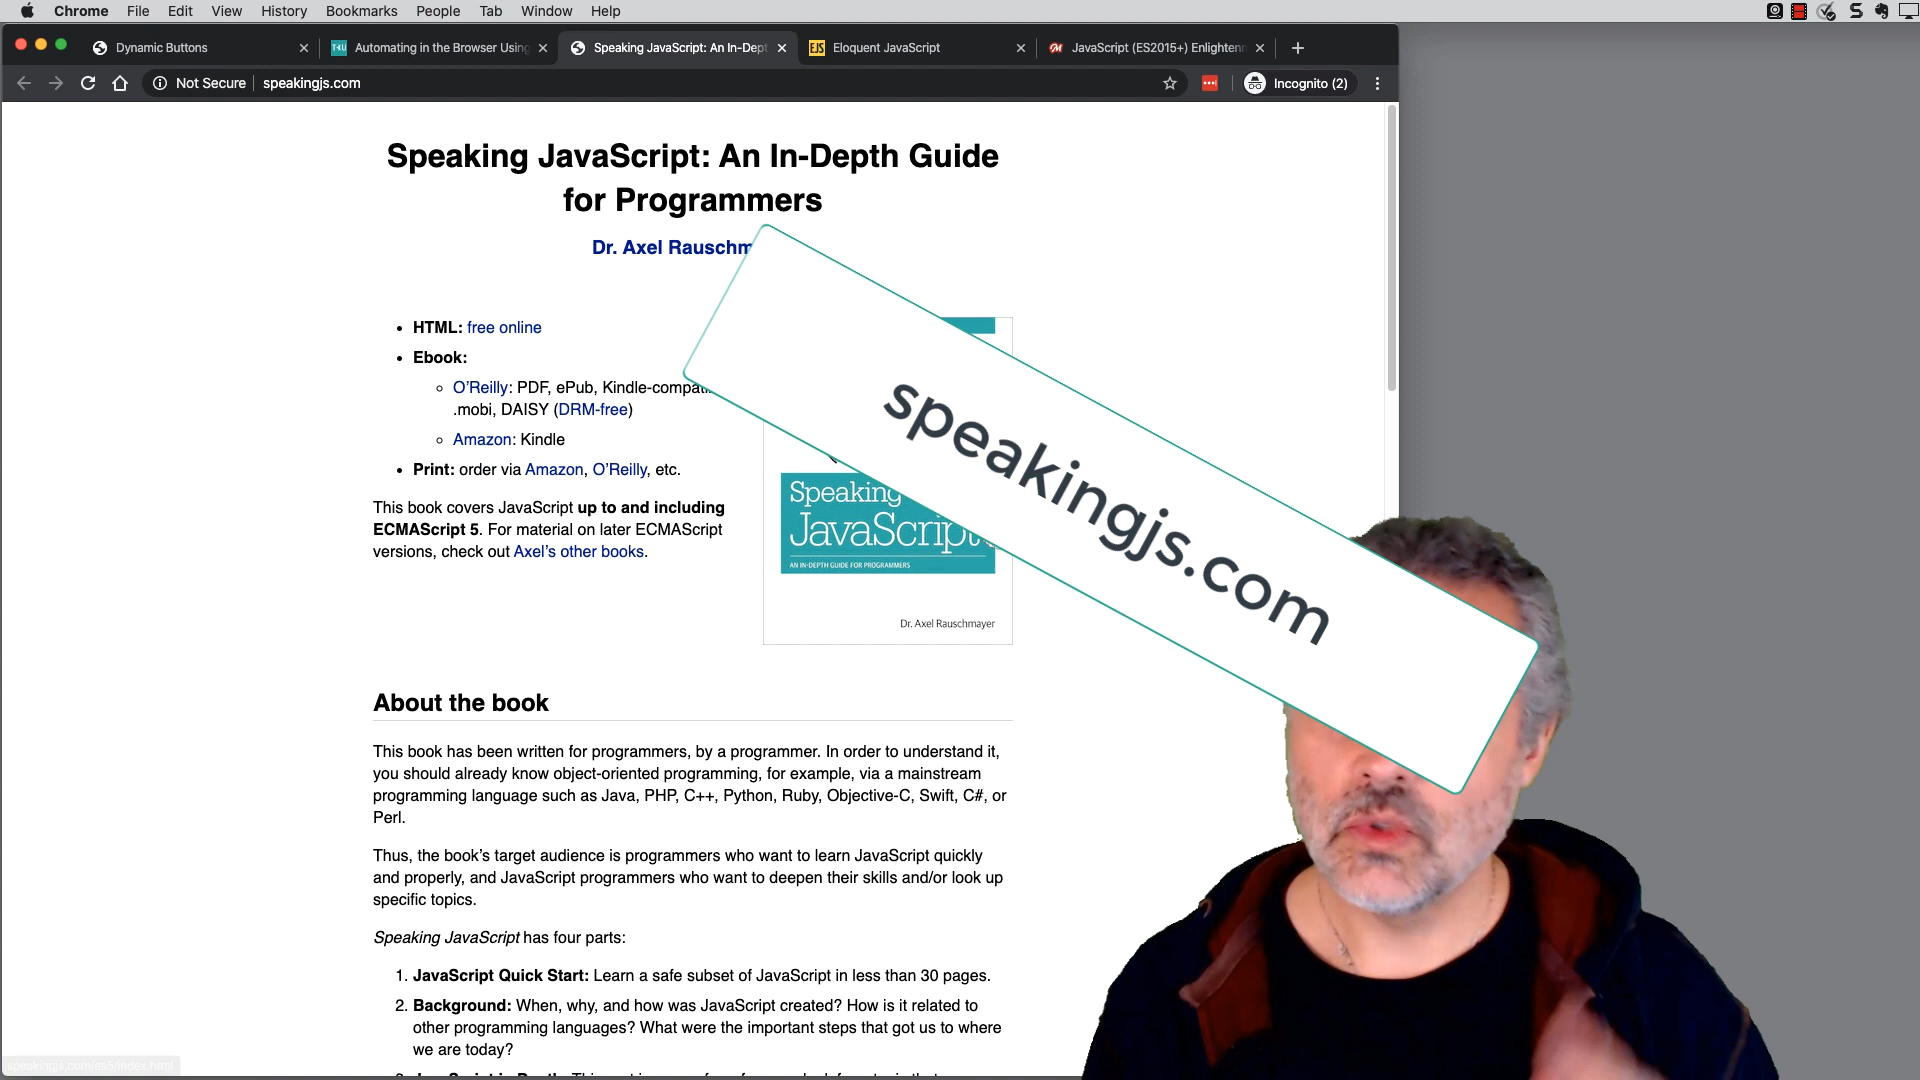 Chrome File Edit View History Bookmarks People Tab Window Help
Dynamic Buttons
Automating in the Browser Using
Speaking JavaScript: An In-Dept
EJS Eloquent JavaScript
JavaScript (ES2015+) Enlightenm
Not Secure speakingjs.com
Incognito (2)
Speaking JavaScript: An In-Depth Guide
for Programmers
Dr. Axel Rauschm
• HTML: free online
• Ebook:
◦ O’Reilly: PDF, ePub, Kindle-compat
.mobi, DAISY (DRM-free)
◦ Amazon: Kindle
• Print: order via Amazon, O’Reilly, etc.
This book covers JavaScript up to and including
ECMAScript 5. For material on later ECMAScript
versions, check out Axel’s other books.
speakingjs.com
Speaking
JavaScript
AN IN-DEPTH GUIDE FOR PROGRAMMERS
Dr. Axel Rauschmayer
About the book
This book has been written for programmers, by a programmer. In order to understand it,
you should already know object-oriented programming, for example, via a mainstream
programming language such as Java, PHP, C++, Python, Ruby, Objective-C, Swift, C#, or
Perl.
Thus, the book’s target audience is programmers who want to learn JavaScript quickly
and properly, and JavaScript programmers who want to deepen their skills and/or look up
specific topics.
Speaking JavaScript has four parts:
1. JavaScript Quick Start: Learn a safe subset of JavaScript in less than 30 pages.
2. Background: When, why, and how was JavaScript created? How is it related to
other programming languages? What were the important steps that got us to where
we are today?
speakingjs.com/es5/index.html